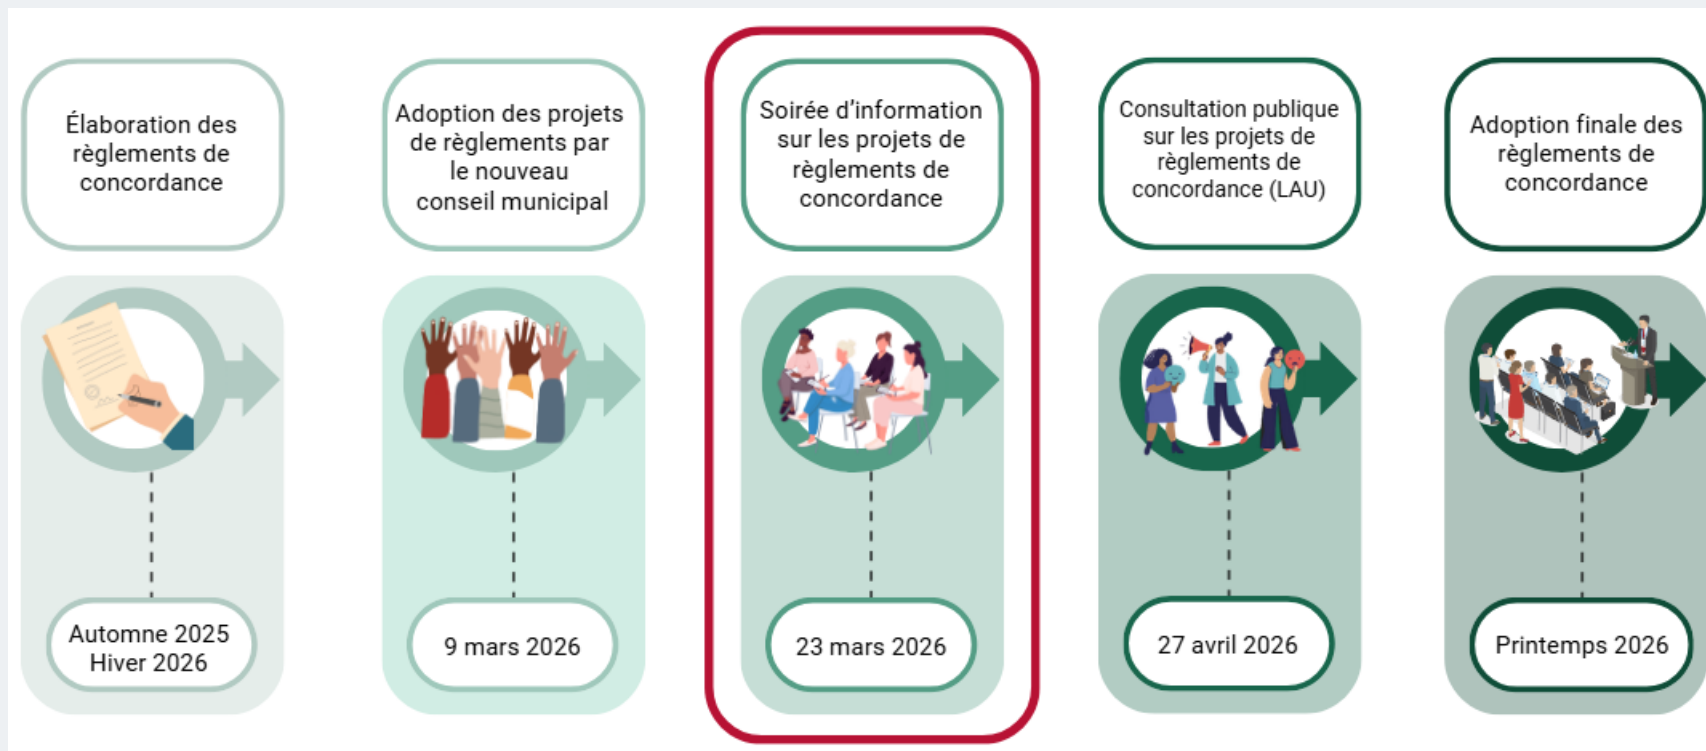 Élaboration des
règlements de
concordance
Adoption des projets
de règlements par
le nouveau
conseil municipal
Soirée d'information
sur les projets de
règlements de
concordance
Consultation publique
sur les projets de
règlements de
concordance (LAU)
Adoption finale des
règlements de
concordance
Automne 2025
Hiver 2026
9 mars 2026
23 mars 2026
27 avril 2026
Printemps 2026